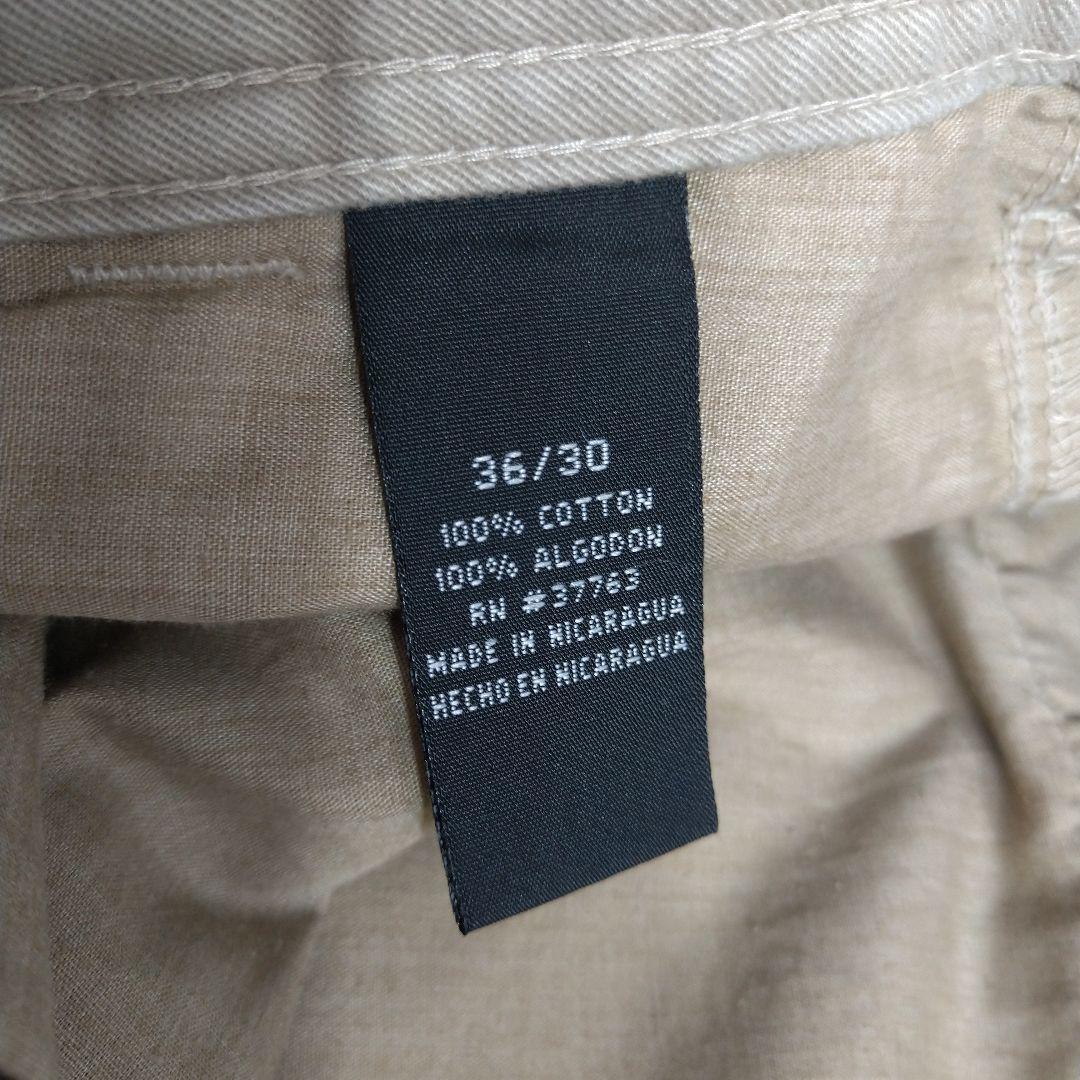 36/30
100% COTTON
100% ALGODON
RN #37763
MADE IN NICARAGUA
HECHO EN NICARAGUA